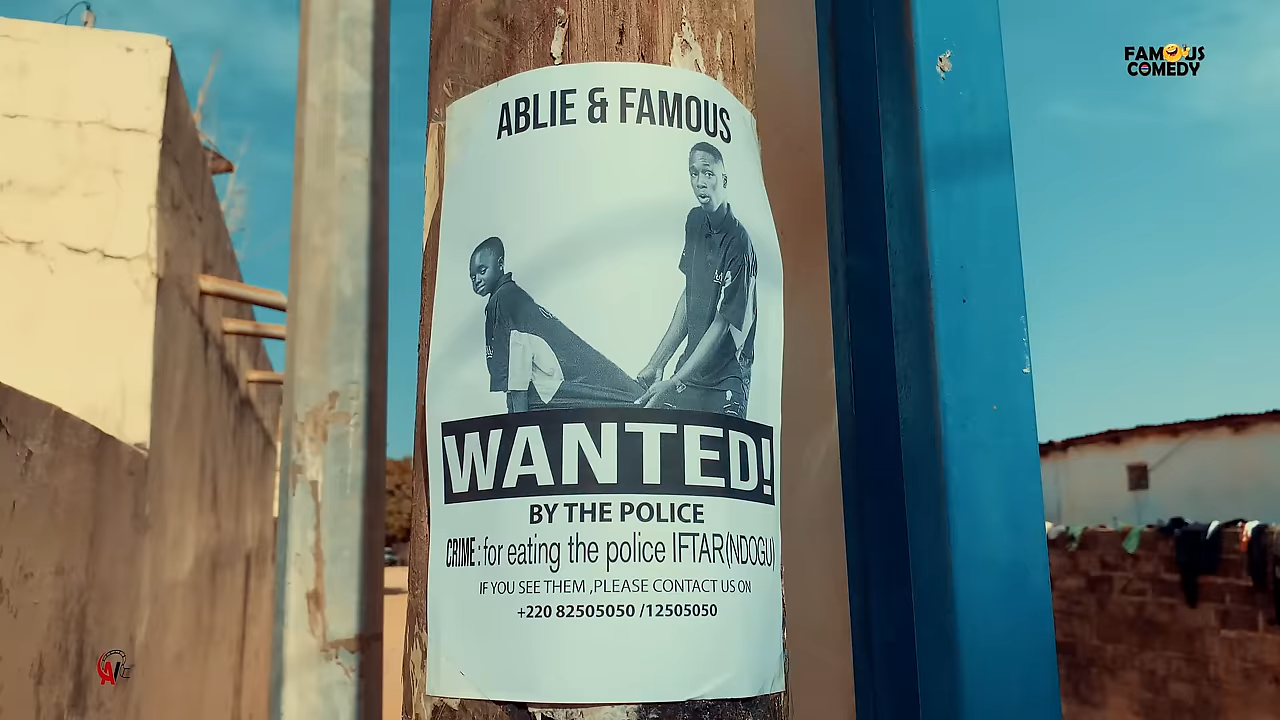 FAMOUS
COMEDY
ABLIE & FAMOUS
WANTED!
BY THE POLICE
CRIME : for eating the police IFTAR(NDOGU)
IF YOU SEE THEM ,PLEASE CONTACT US ON
+220 82505050 /12505050